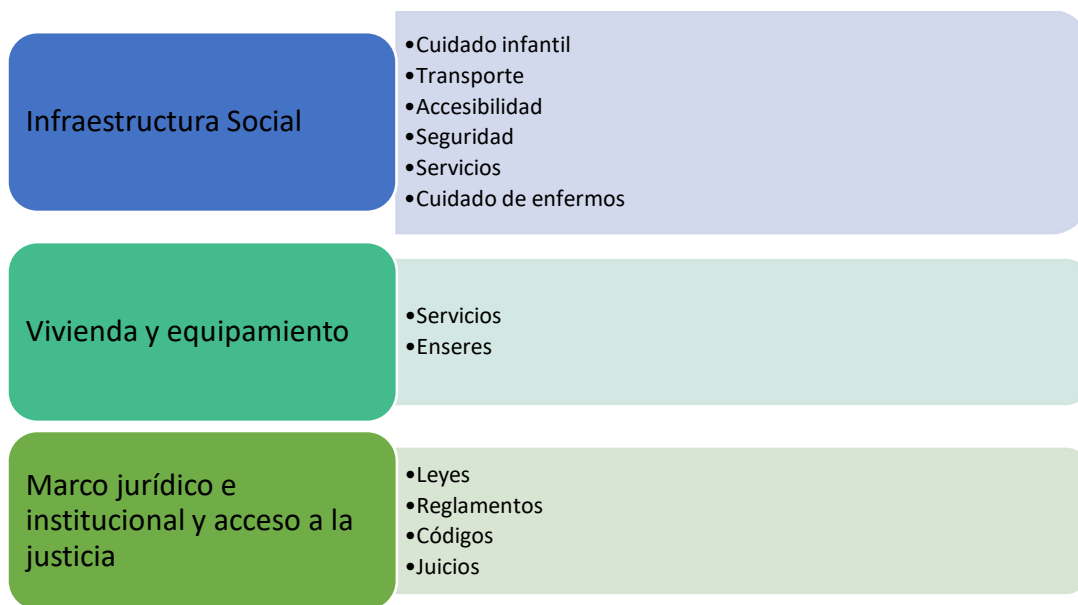 Infraestructura Social
•Cuidado infantil
•Transporte
•Accesibilidad
•Seguridad
•Servicios
•Cuidado de enfermos
Vivienda y equipamiento
•Servicios
•Enseres
Marco jurídico e
institucional y acceso a la
justicia
•Leyes
•Reglamentos
•Códigos
•Juicios